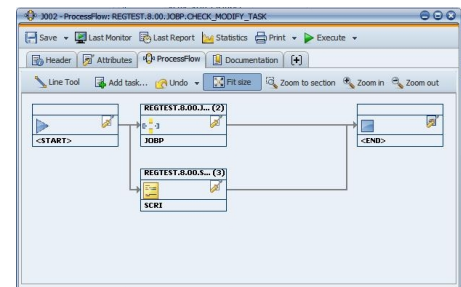 3002 - ProcessFlow: REGTEST.8.00.JOBP.CHECK_MODIFY_TASK
Save Last Monitor Last Report Statistics Print Execute
Header Attributes ProcessFlow Documentation
Line Tool Add task... Undo Fit size Zoom to section Zoom in Zoom out
REGTEST.8.00.J... (2)
<START> JOBP <END>
REGTEST.8.00.S... (3)
SCRI